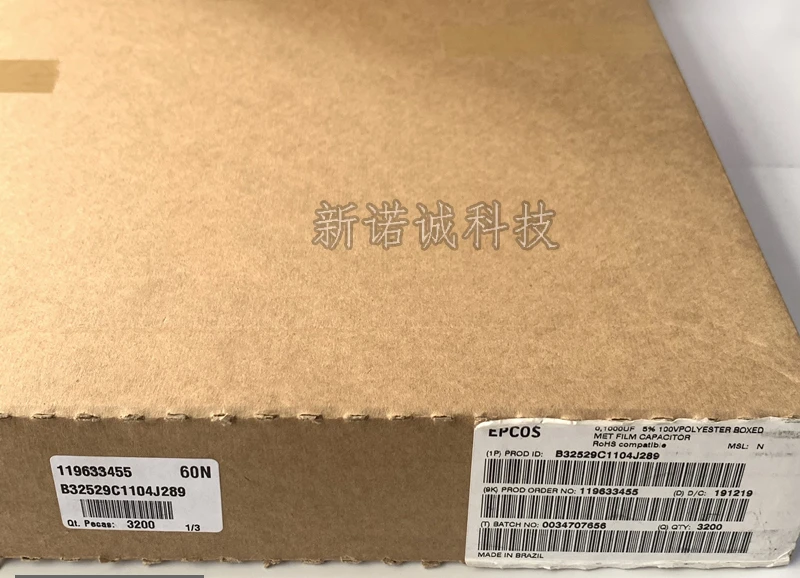 新诺诚科技
119633455 60N
B32529C1104J289
Qt. Pecas: 3200 1/3
EPCOS
0,1000UF 5% 100VPOLYESTER BOXED
MET FILM CAPACITOR
RoHS compatible
MSL: N
(1P) PROD ID: B32529C1104J289
(9K) PROD ORDER NO: 119633455 (D) D/C: 191219
(T) BATCH NO: 0034707656 (Q) QTY: 3200
MADE IN BRAZIL